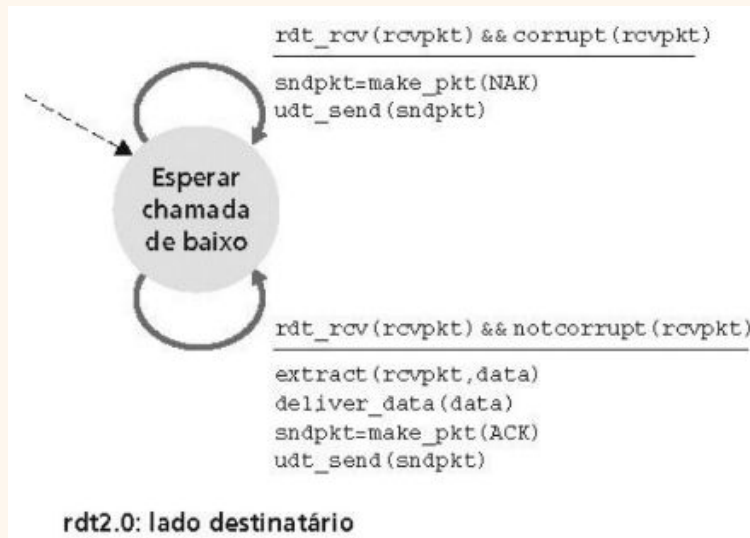 rdt_rcv(rcvpkt) && corrupt(rcvpkt)
sndpkt=make_pkt(NAK)
udt_send(sndpkt)
Esperar
chamada
de baixo
rdt_rcv(rcvpkt) && notcorrupt(rcvpkt)
extract(rcvpkt,data)
deliver_data(data)
sndpkt=make_pkt(ACK)
udt_send(sndpkt)
rdt2.0: lado destinatário